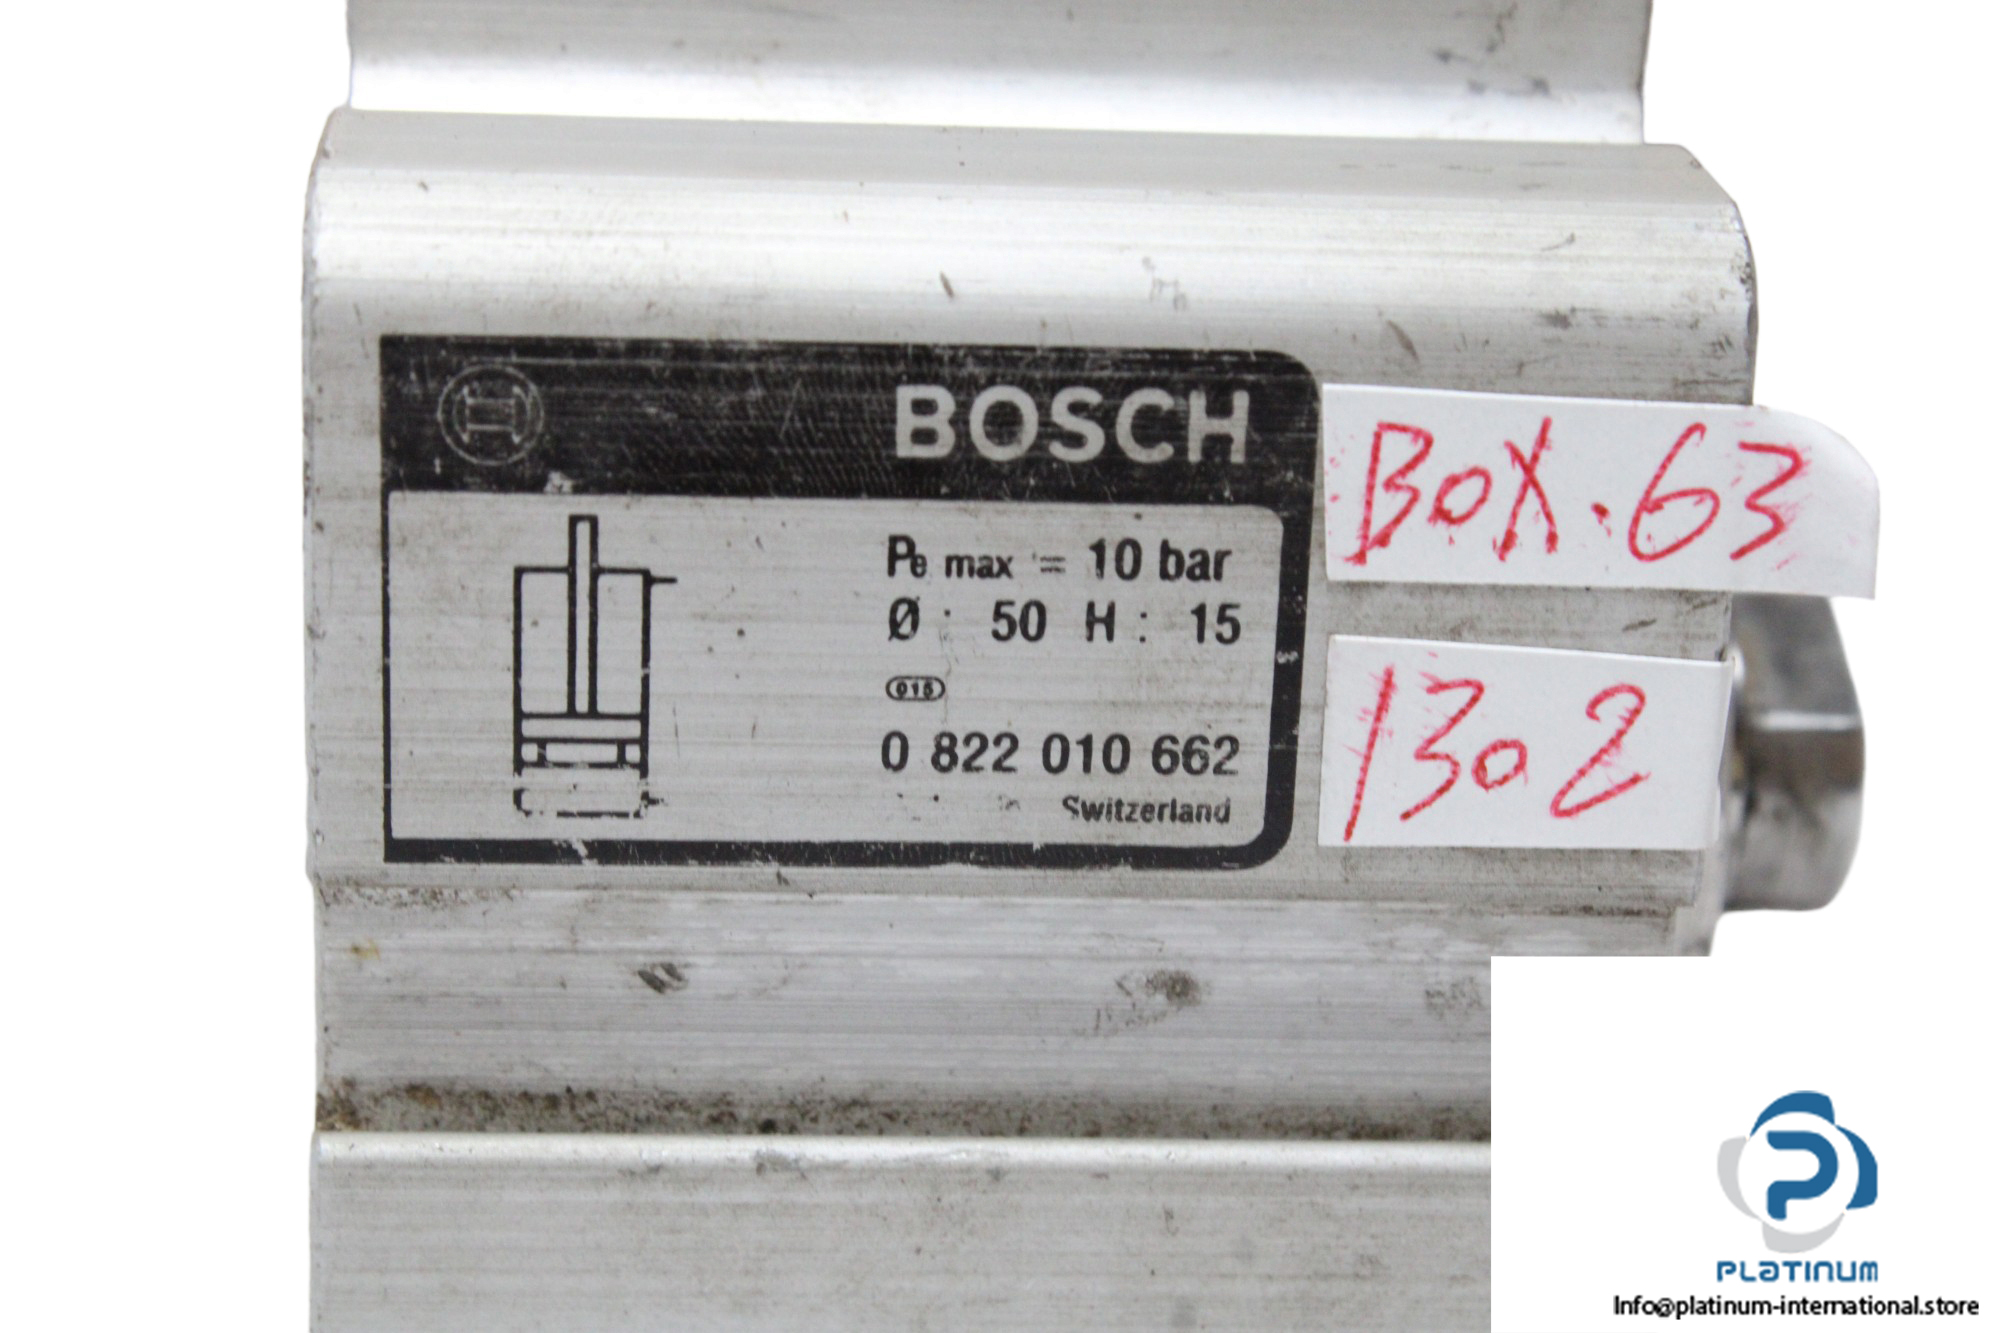 BOSCH
Pe max = 10 bar
Ø : 50 H : 15
015
0 822 010 662
Switzerland
BOX.63
1302
PLATINUM
Info@platinum-international.store